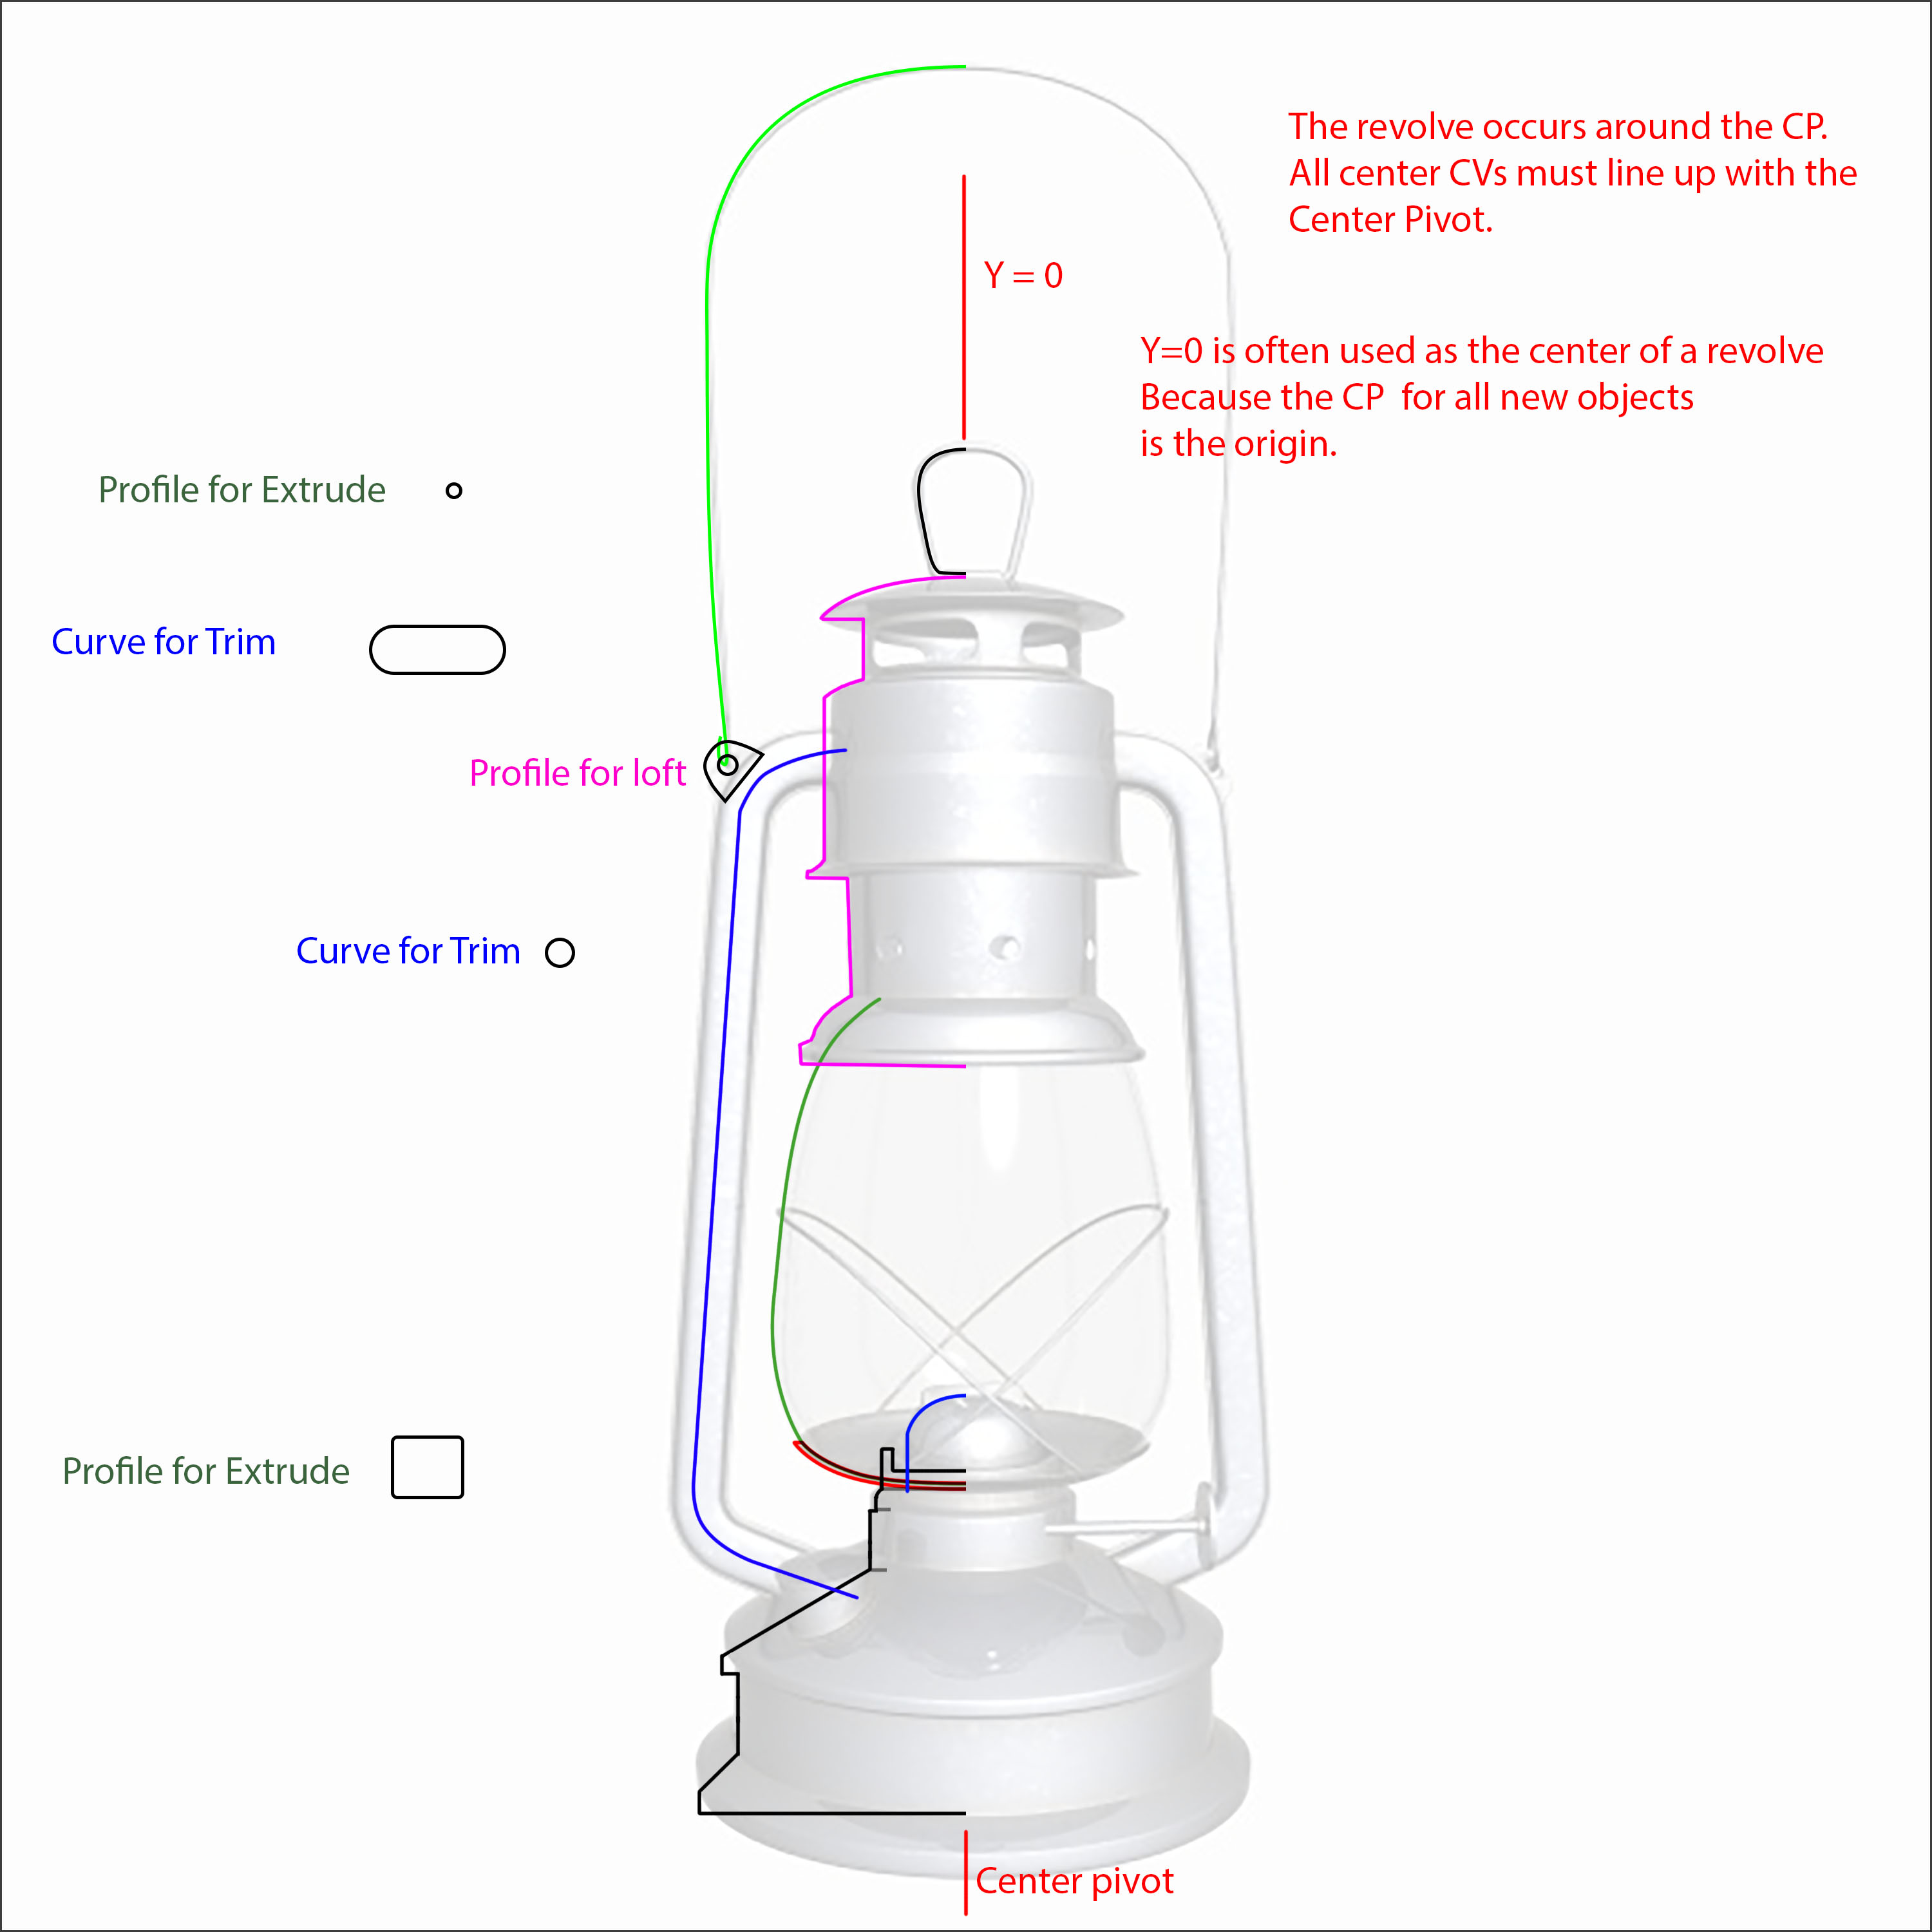 The revolve occurs around the CP.
All center CVs must line up with the
Center Pivot.
Y = 0
Y=0 is often used as the center of a revolve
Because the CP  for all new objects
is the origin.
Profile for Extrude
Curve for Trim
Profile for loft
Curve for Trim
Profile for Extrude
Center pivot